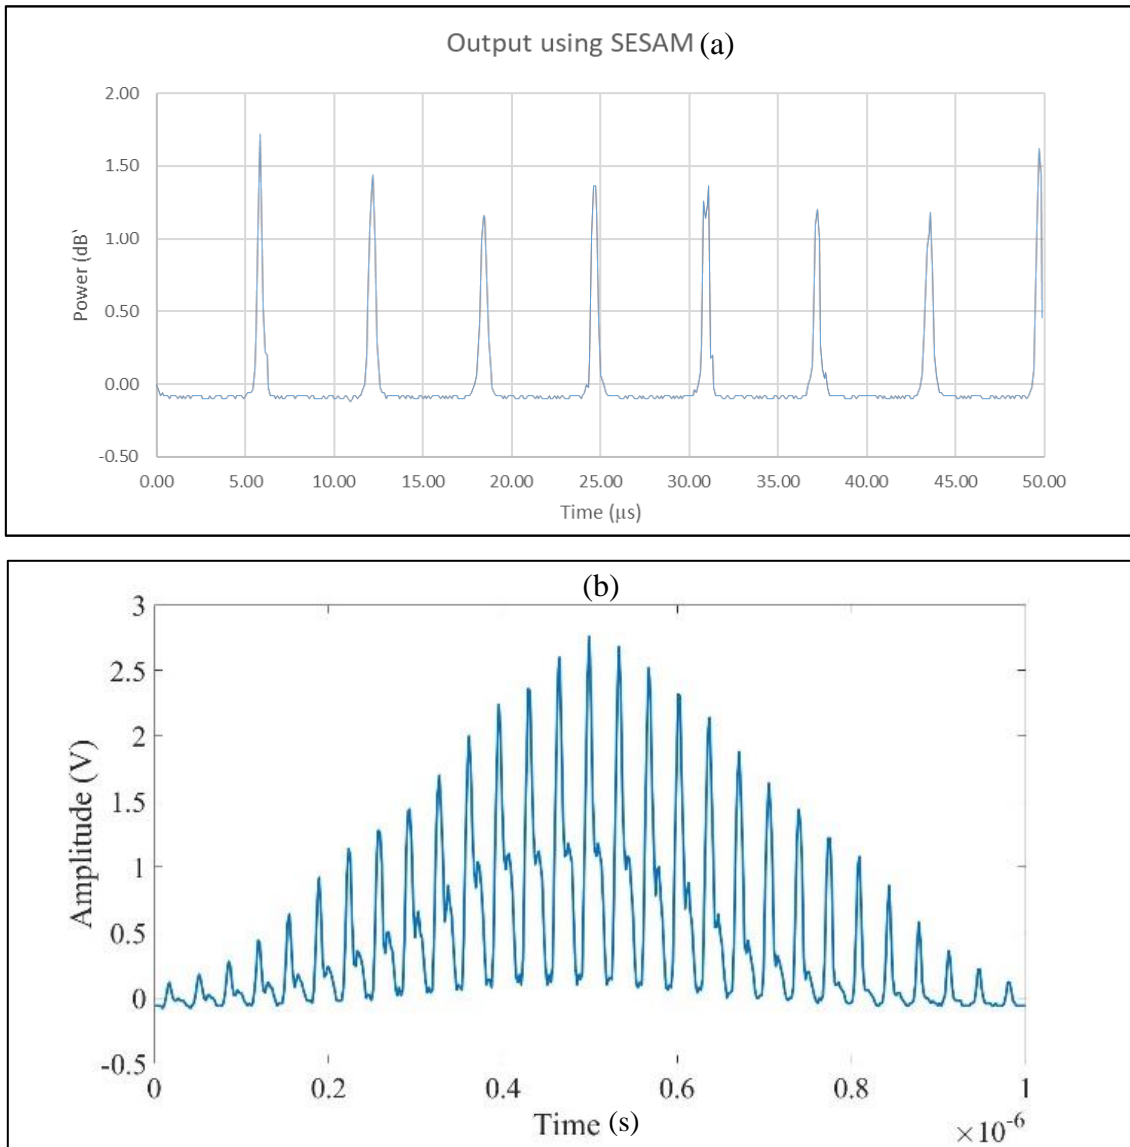 Output using SESAM (a)
2.00
1.50
1.00
0.50
0.00
-0.50
Power (dB`
0.00 5.00 10.00 15.00 20.00 25.00 30.00 35.00 40.00 45.00 50.00
Time (μs)
(b)
3
2.5
2
1.5
1
0.5
0
-0.5
Amplitude (V)
0 0.2 0.4 0.6 0.8 1
Time (s)
×10-6